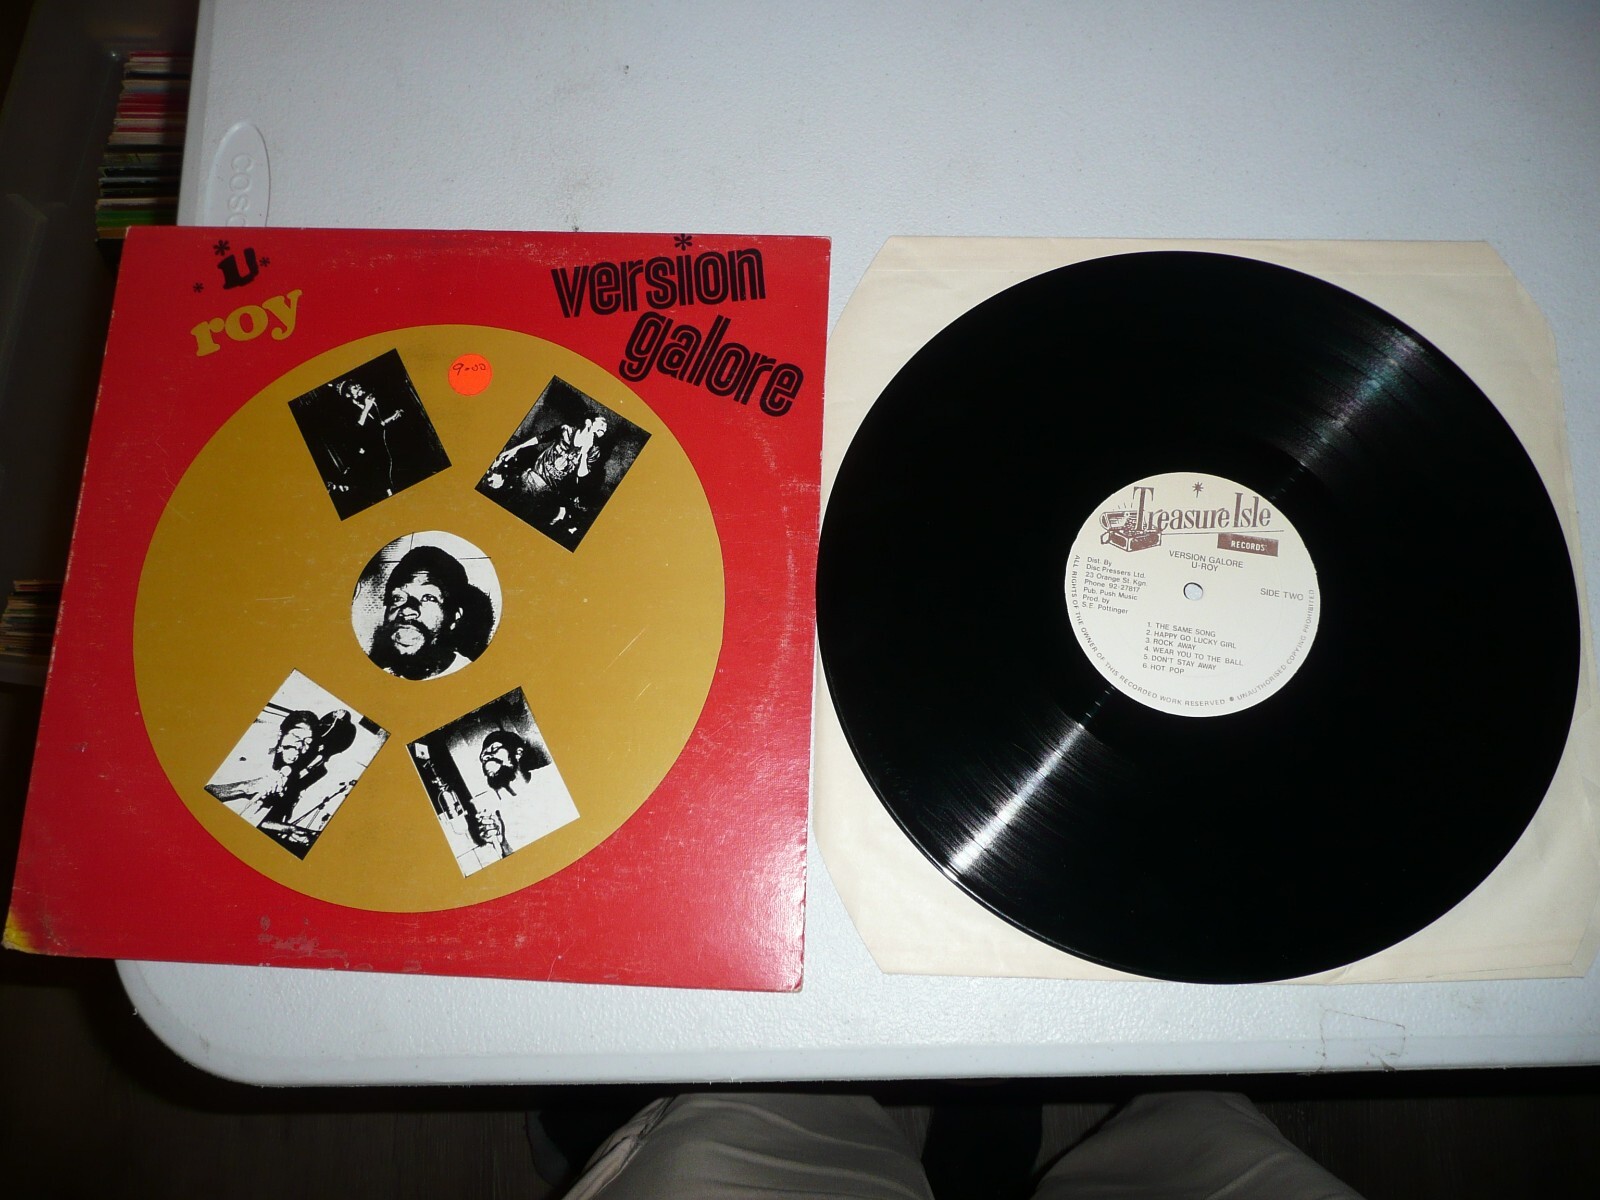 U
roy
version
galore
9-00
COSC
Treasure Isle
RECORDS
VERSION GALORE
U-ROY
Dist. By
Disc Pressers Ltd.
23 Orange St. Kgn.
Phone 92-27817
Pub. Push Music
Prod. by
S.E. Pottinger
SIDE TWO
1. THE SAME SONG
2. HAPPY GO LUCKY GIRL
3. ROCK AWAY
4. WEAR YOU TO THE BALL
5. DON'T STAY AWAY
6. HOT POP
ALL RIGHTS OF THE OWNER OF THIS RECORDED WORK RESERVED ● UNAUTHORISED COPYING PROHIBITED